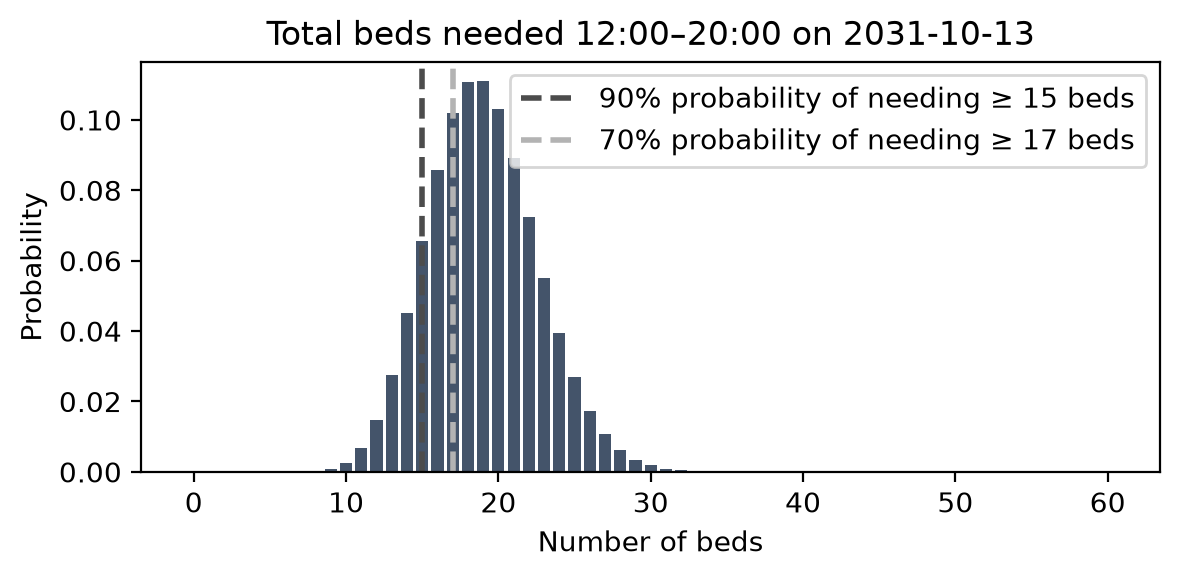 Total beds needed 12:00–20:00 on 2031-10-13
90% probability of needing ≥ 15 beds
70% probability of needing ≥ 17 beds
Probability
0.10
0.08
0.06
0.04
0.02
0.00
0 10 20 30 40 50 60
Number of beds